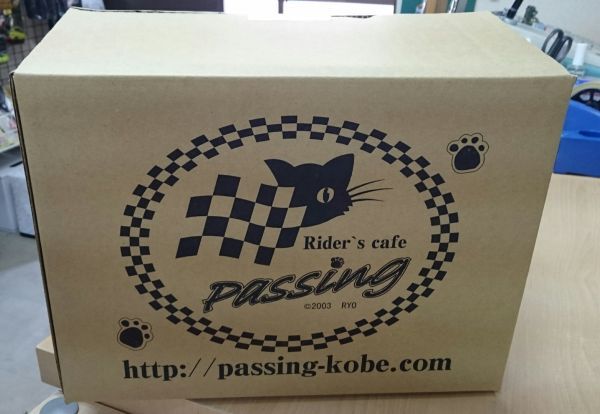 Rider`s cafe
passing
©2003 RYO
http://passing-kobe.com